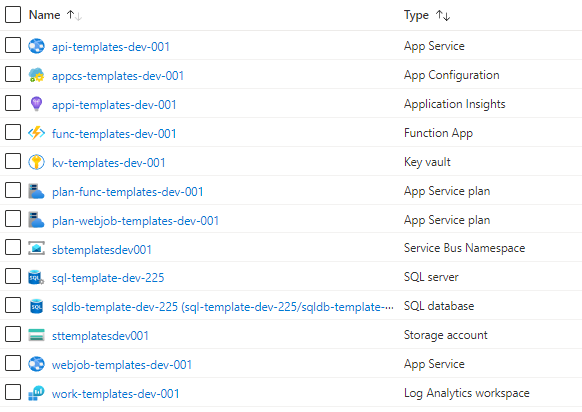 Name ↑↓ Type ↑↓
api-templates-dev-001 App Service
appcs-templates-dev-001 App Configuration
appi-templates-dev-001 Application Insights
func-templates-dev-001 Function App
kv-templates-dev-001 Key vault
plan-func-templates-dev-001 App Service plan
plan-webjob-templates-dev-001 App Service plan
sbtemplatesdev001 Service Bus Namespace
SQL sql-template-dev-225 SQL server
SQL sqldb-template-dev-225 (sql-template-dev-225/sqldb-template-... SQL database
sttemplatesdev001 Storage account
webjob-templates-dev-001 App Service
work-templates-dev-001 Log Analytics workspace